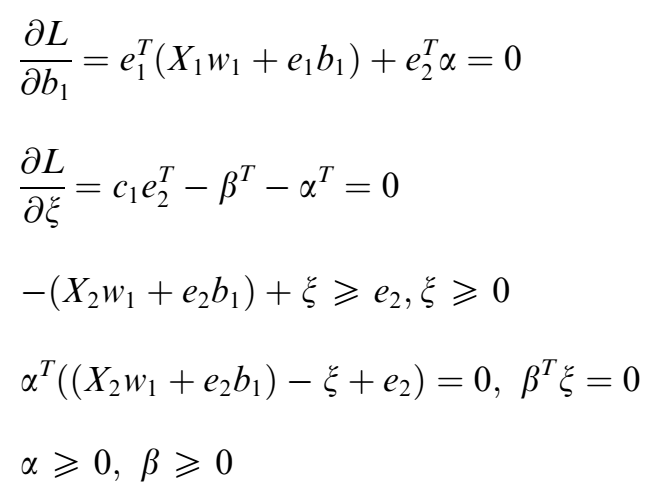 ∂L/∂b₁ = e₁ᵀ(X₁w₁ + e₁b₁) + e₂ᵀα = 0
∂L/∂ξ = c₁e₂ᵀ − βᵀ − αᵀ = 0
−(X₂w₁ + e₂b₁) + ξ ⩾ e₂, ξ ⩾ 0
αᵀ((X₂w₁ + e₂b₁) − ξ + e₂) = 0, βᵀξ = 0
α ⩾ 0, β ⩾ 0